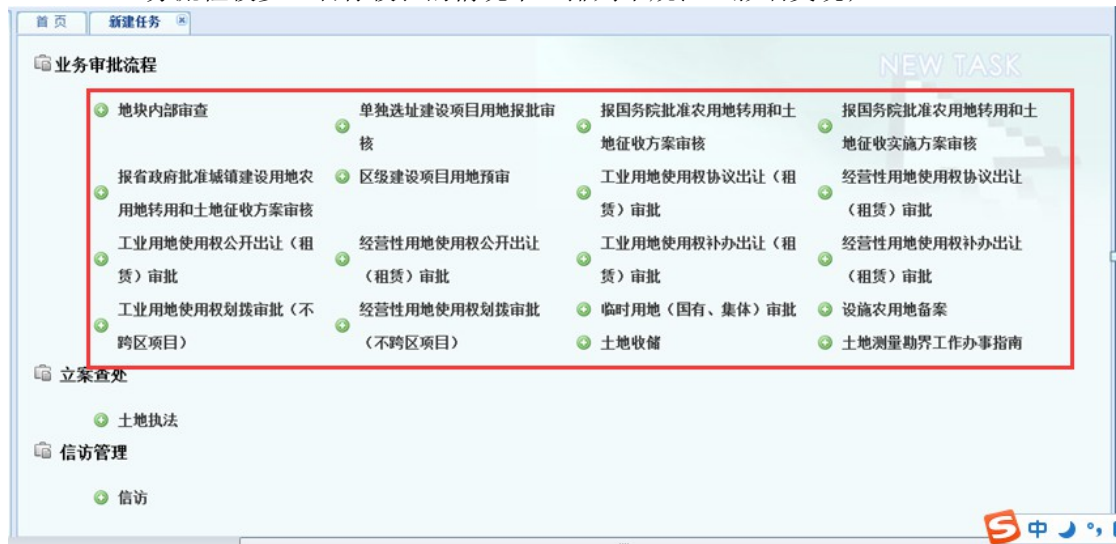 首 页 新建任务
业务审批流程 NEW TASK
地块内部审查 单独选址建设项目用地报批审 报国务院批准农用地转用和土 报国务院批准农用地转用和土
核 地征收方案审核 地征收实施方案审核
报省政府批准城镇建设用地农 区级建设项目用地预审 工业用地使用权协议出让（租 经营性用地使用权协议出让
用地转用和土地征收方案审核 赁）审批 （租赁）审批
工业用地使用权公开出让（租 经营性用地使用权公开出让 工业用地使用权补办出让（租 经营性用地使用权补办出让
赁）审批 （租赁）审批 赁）审批 （租赁）审批
工业用地使用权划拨审批（不 经营性用地使用权划拨审批 临时用地（国有、集体）审批 设施农用地备案
跨区项目） （不跨区项目） 土地收储 土地测量勘界工作办事指南
立案查处
土地执法
信访管理
信访
中